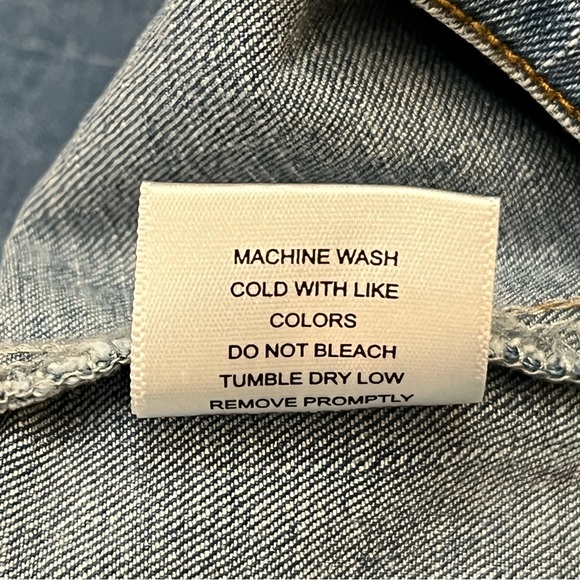 MACHINE WASH
COLD WITH LIKE
COLORS
DO NOT BLEACH
TUMBLE DRY LOW
REMOVE PROMPTLY